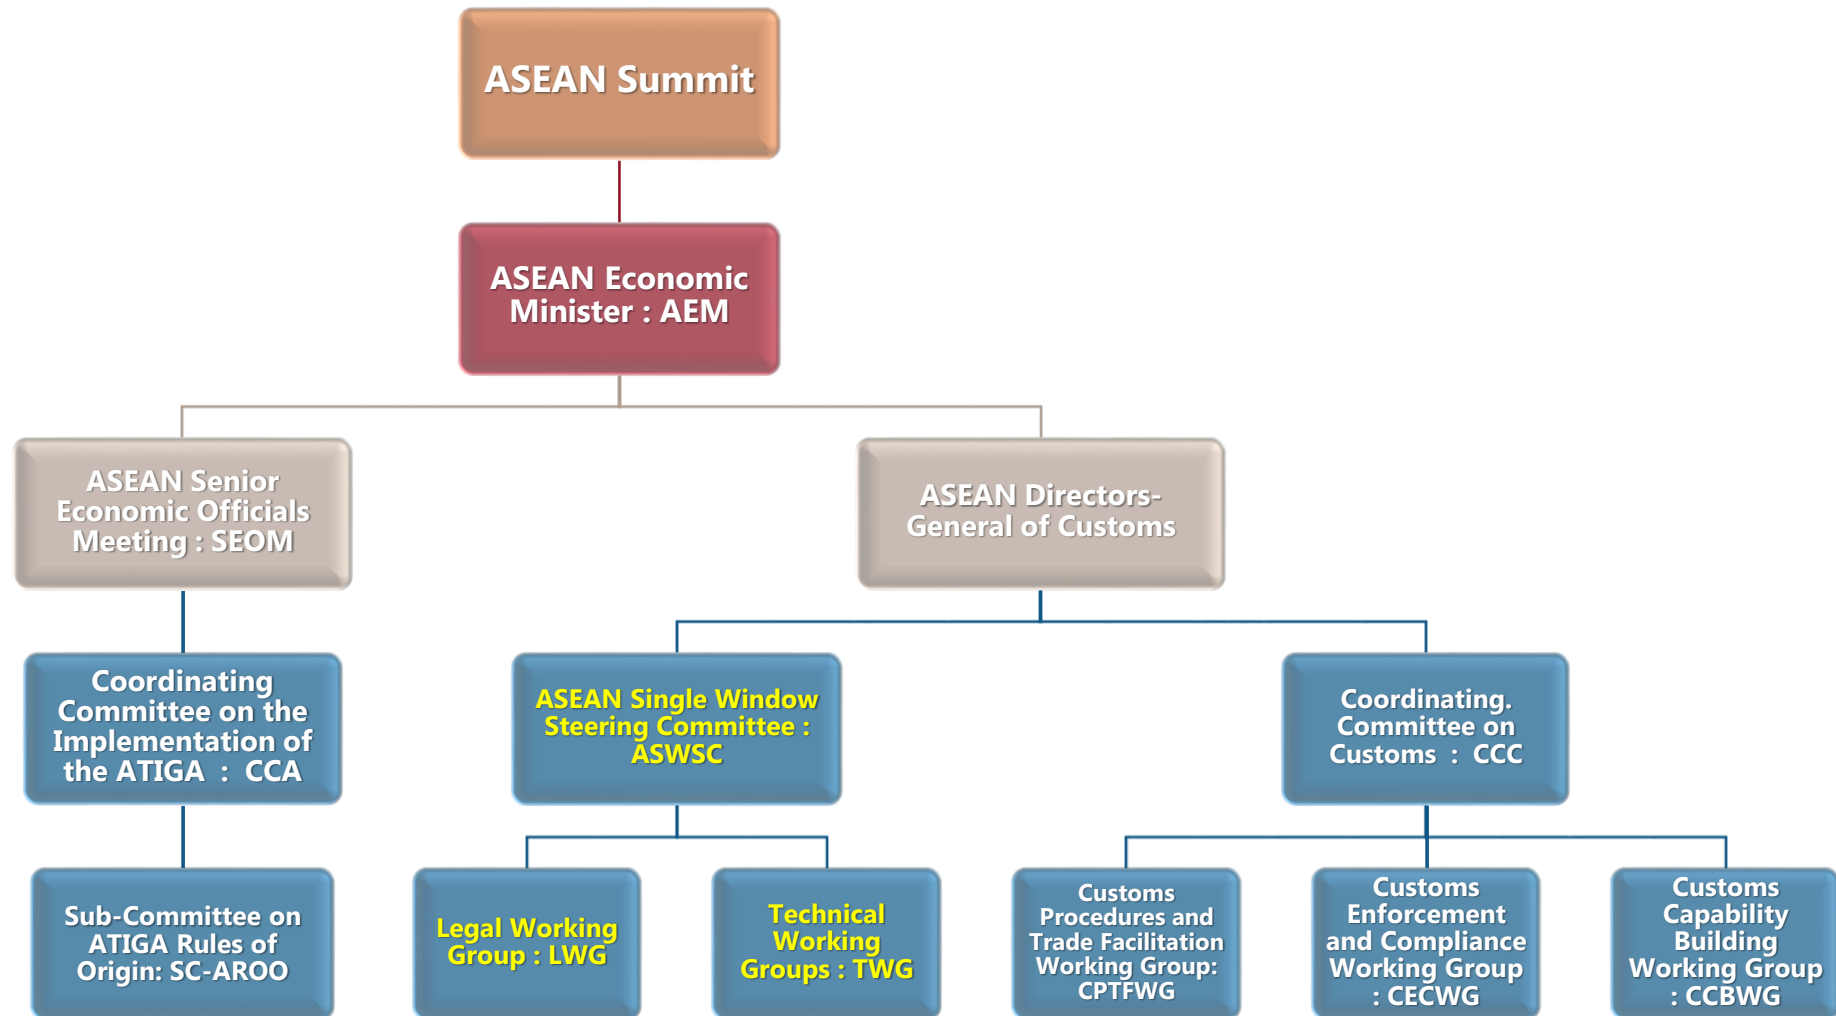 ASEAN Summit
ASEAN Economic
Minister : AEM
ASEAN Senior
Economic Officials
Meeting : SEOM
ASEAN Directors-
General of Customs
Coordinating
Committee on the
Implementation of
the ATIGA : CCA
ASEAN Single Window
Steering Committee :
ASWSC
Coordinating.
Committee on
Customs : CCC
Sub-Committee on
ATIGA Rules of
Origin: SC-AROO
Legal Working
Group : LWG
Technical
Working
Groups : TWG
Customs
Procedures and
Trade Facilitation
Working Group:
CPTFWG
Customs
Enforcement
and Compliance
Working Group
: CECWG
Customs
Capability
Building
Working Group
: CCBWG